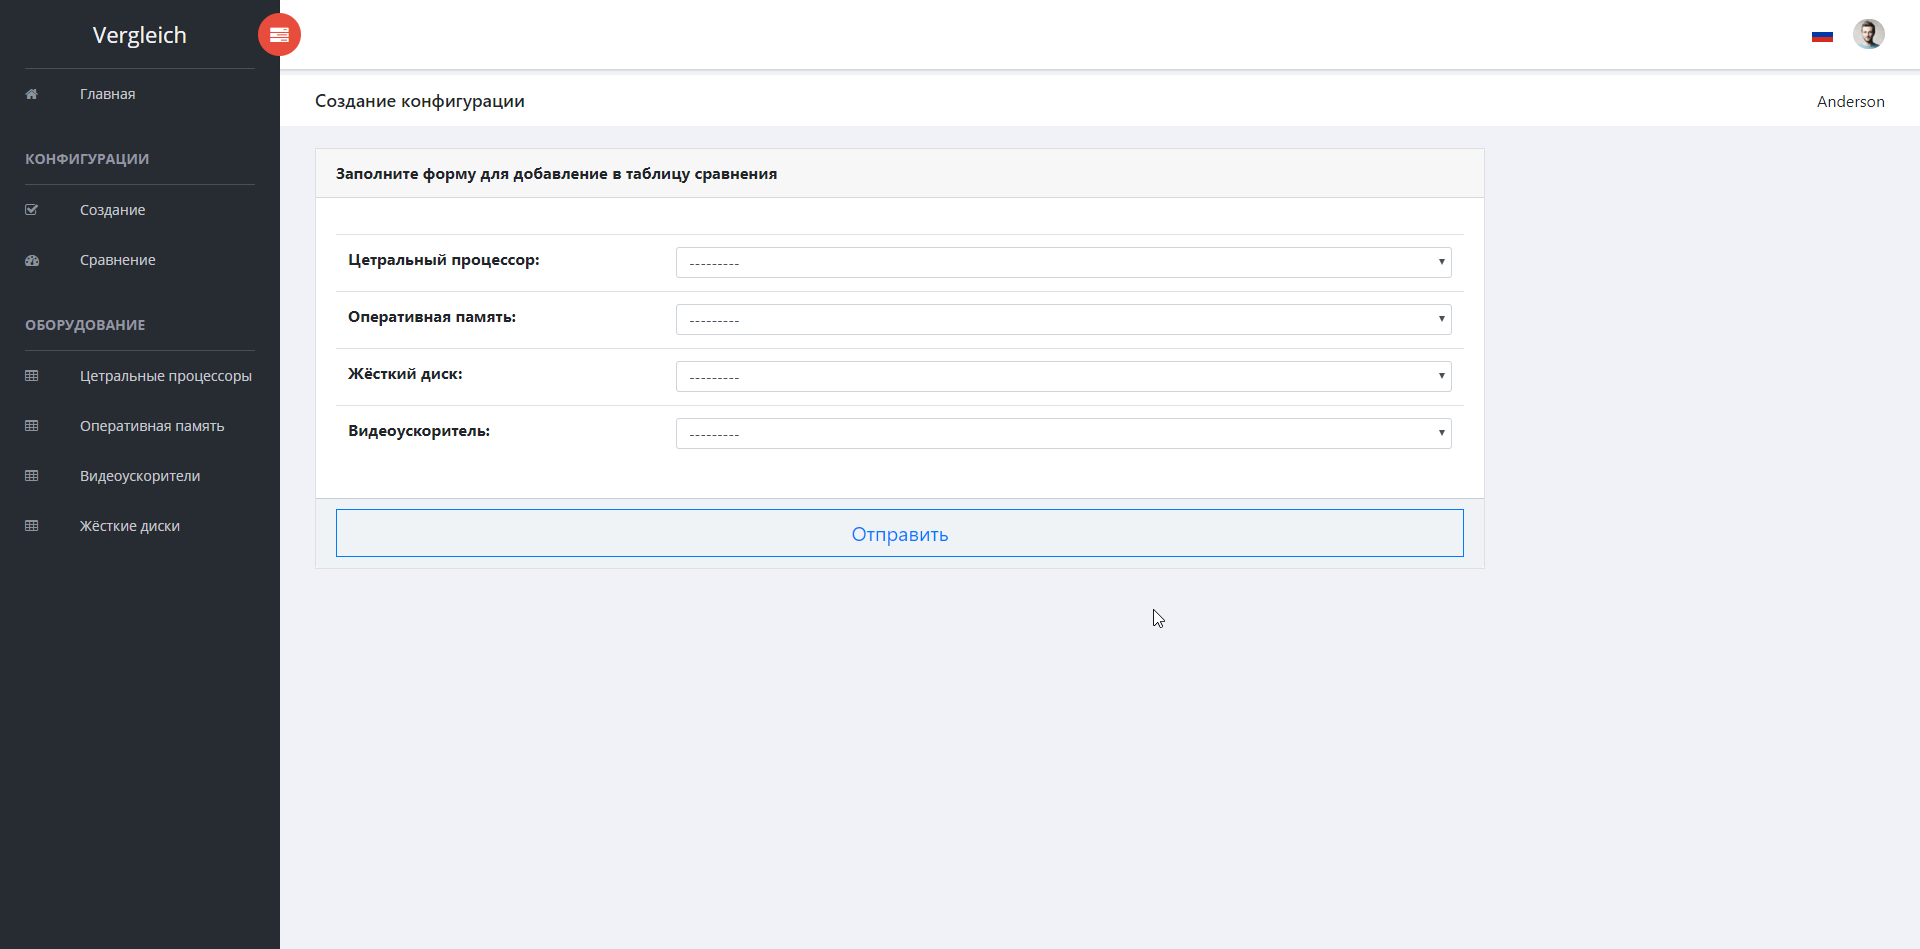 Vergleich
Главная
КОНФИГУРАЦИИ
Создание
Сравнение
ОБОРУДОВАНИЕ
Цетральные процессоры
Оперативная память
Видеоускорители
Жёсткие диски
Создание конфигурации
Anderson
Заполните форму для добавление в таблицу сравнения
Цетральный процессор: ---------
Оперативная память: ---------
Жёсткий диск: ---------
Видеоускоритель: ---------
Отправить